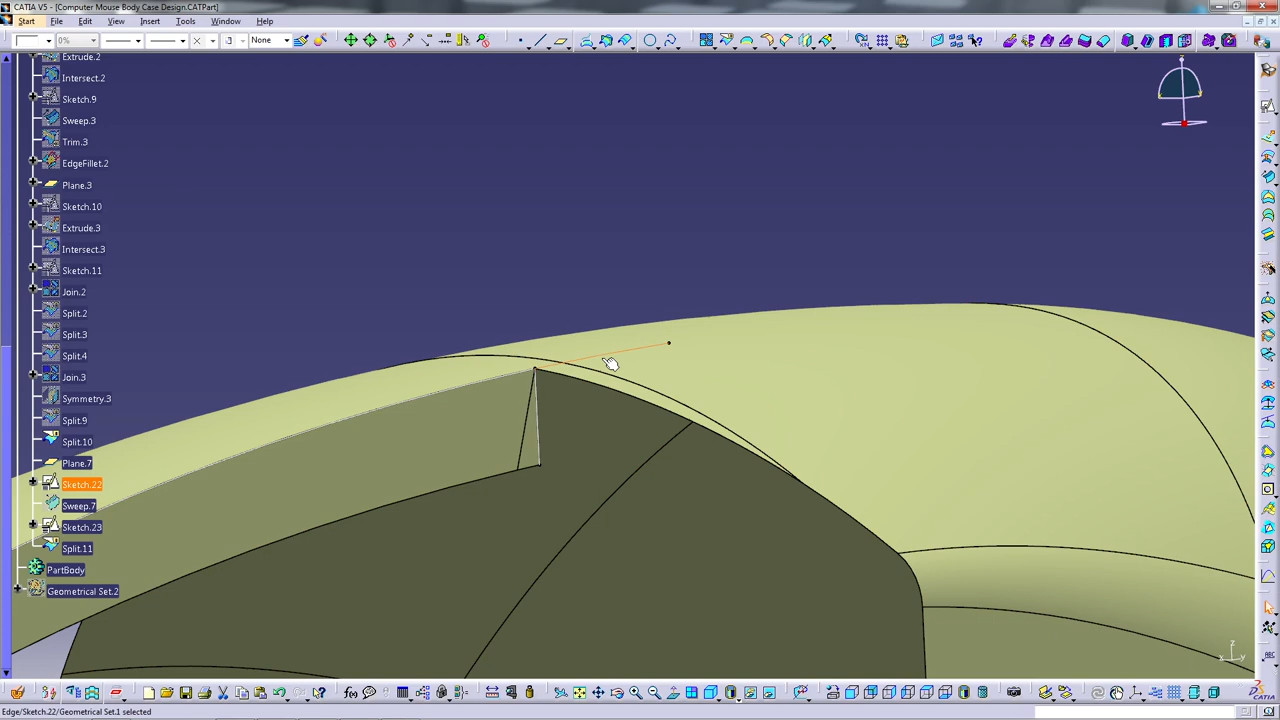 CATIA V5 - [Computer Mouse Body Case Design.CATPart]
Start File Edit View Insert Tools Window Help
0% 3 None
Extrude.2
Intersect.2
Sketch.9
Sweep.3
Trim.3
EdgeFillet.2
Plane.3
Sketch.10
Extrude.3
Intersect.3
Sketch.11
Join.2
Split.2
Split.3
Split.4
Join.3
Symmetry.3
Split.9
Split.10
Plane.7
Sketch.22
Sweep.7
Sketch.23
Split.11
PartBody
Geometrical Set.2
z
x y
ABC
f(x)
CATIA
Edge/Sketch.22/Geometrical Set.1 selected